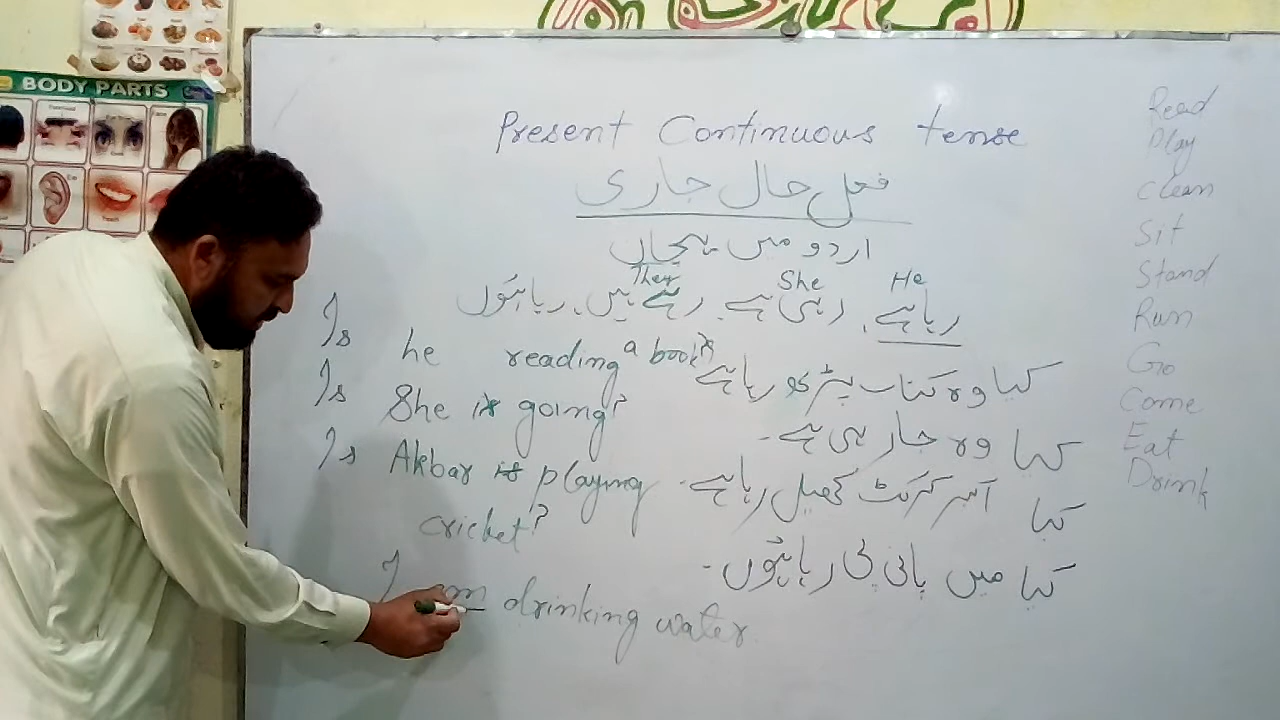 BODY PARTS
Present Continuous tense
فعل حال جاری
اردو میں پہچان
He She They
رہا ہے، رہی ہے، رہے ہیں، رہا ہوں
Is he reading a book?
کیا وہ کتاب پڑھ رہا ہے
Is She is going?
کیا وہ جا رہی ہے۔
Is Akbar is playing cricket?
کیا اکبر کرکٹ کھیل رہا ہے۔
I am drinking water.
کیا میں پانی پی رہا ہوں۔
Read
Play
Clean
Sit
Stand
Run
Go
Come
Eat
Drink